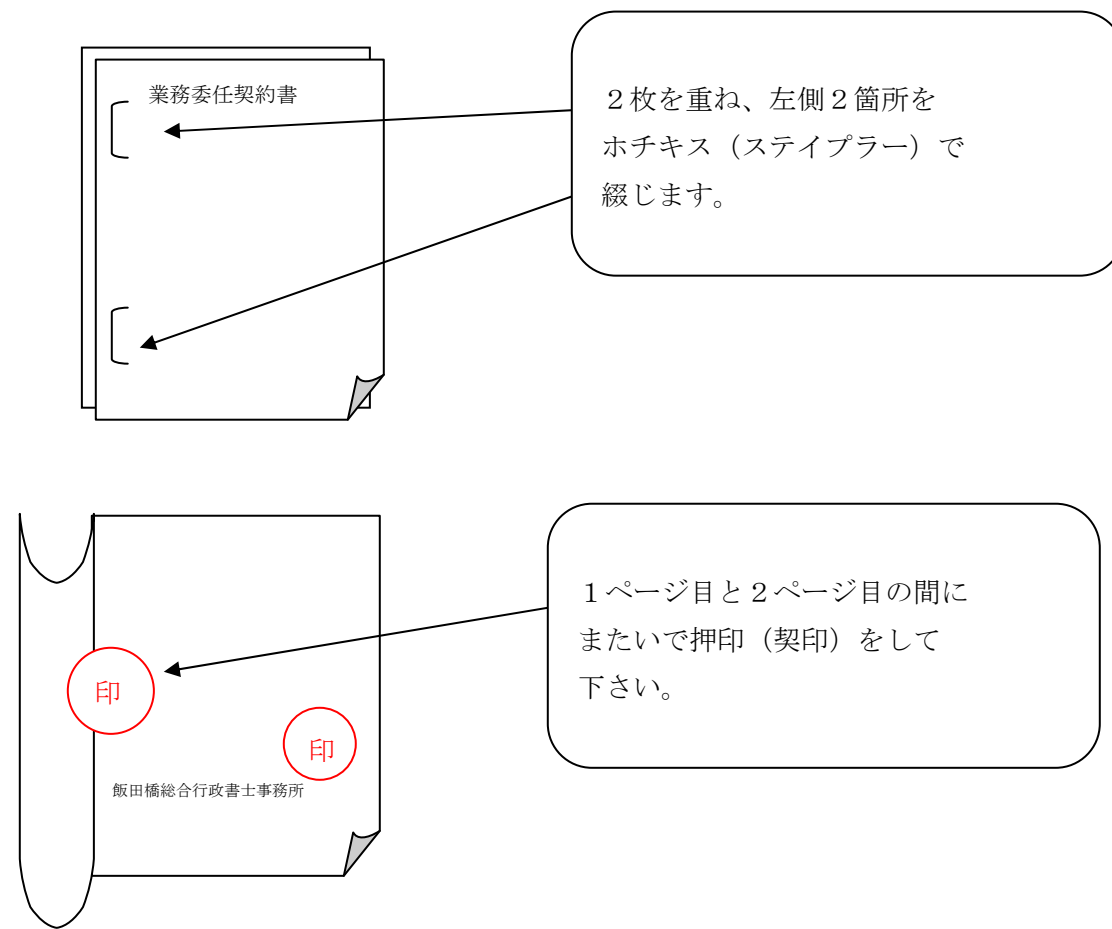 業務委任契約書
２枚を重ね、左側２箇所を
ホチキス（ステイプラー）で
綴じます。
１ページ目と２ページ目の間に
またいで押印（契印）をして
下さい。
印
印
飯田橋総合行政書士事務所